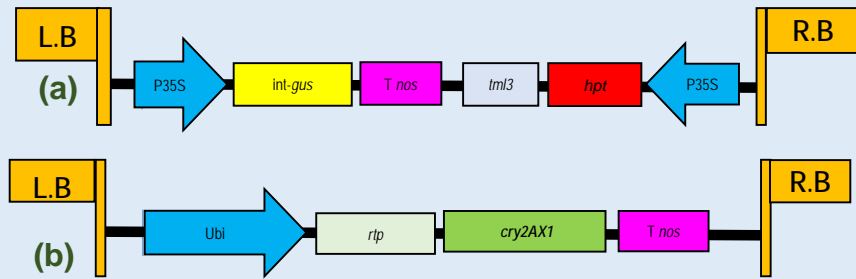 L.B
R.B
(a)
P35S
int-gus
T nos
tml3
hpt
P35S
L.B
R.B
(b)
Ubi
rtp
cry2AX1
T nos